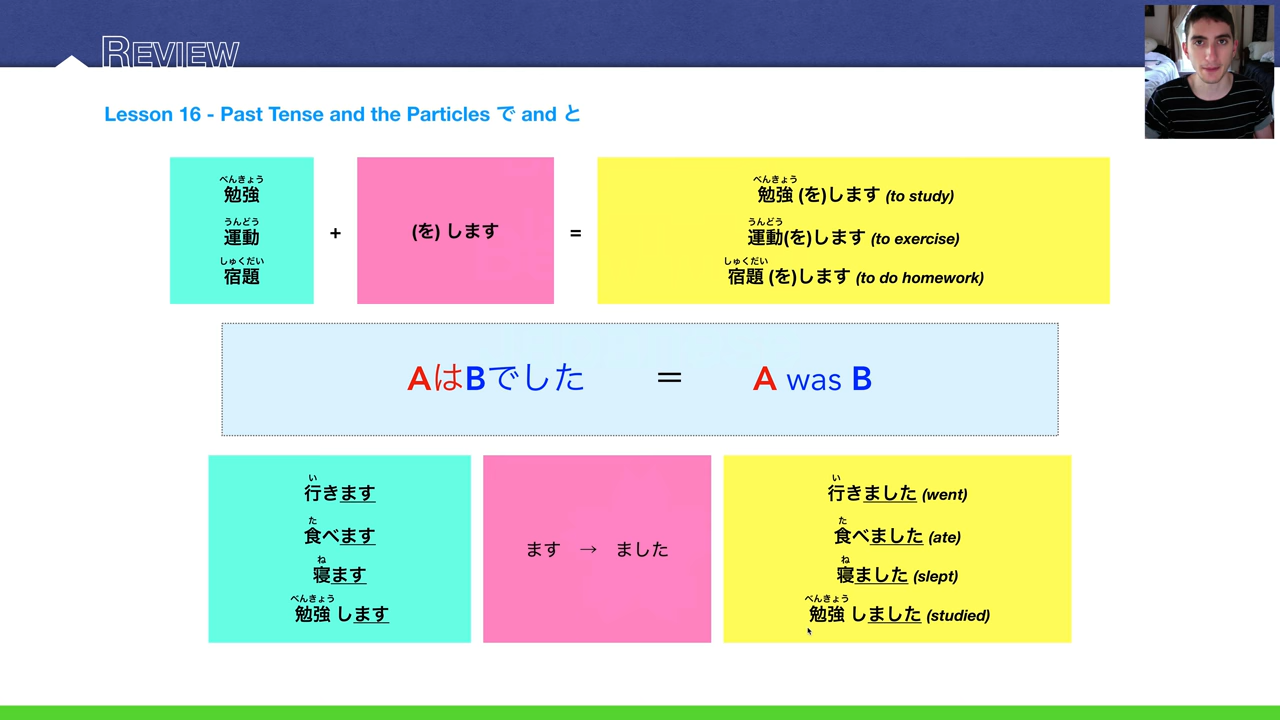 REVIEW
Lesson 16 - Past Tense and the Particles で and と
べんきょう
勉強
うんどう
運動
しゅくだい
宿題
+
(を) します
=
べんきょう
勉強 (を)します (to study)
うんどう
運動(を)します (to exercise)
しゅくだい
宿題 (を)します (to do homework)
AはBでした = A was B
い
行きます
た
食べます
ね
寝ます
べんきょう
勉強 します
ます → ました
い
行きました (went)
た
食べました (ate)
ね
寝ました (slept)
べんきょう
勉強 しました (studied)